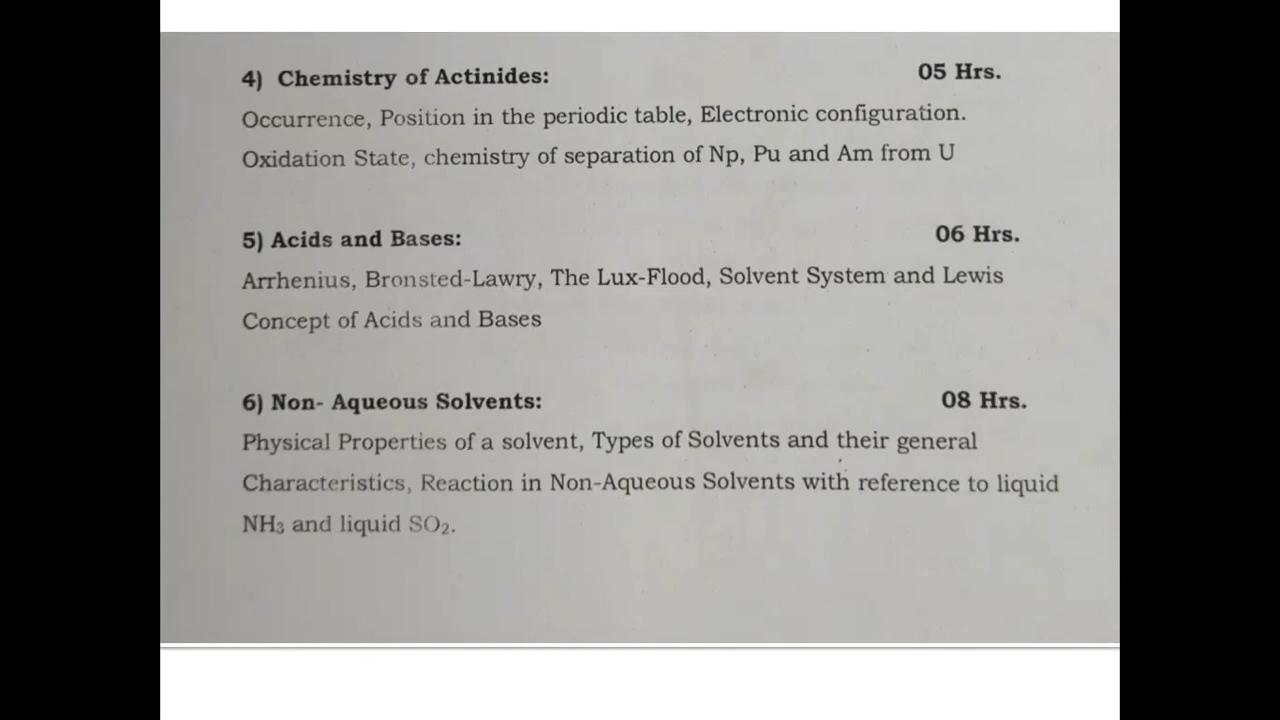 4) Chemistry of Actinides: 05 Hrs.
Occurrence, Position in the periodic table, Electronic configuration.
Oxidation State, chemistry of separation of Np, Pu and Am from U
5) Acids and Bases: 06 Hrs.
Arrhenius, Bronsted-Lawry, The Lux-Flood, Solvent System and Lewis
Concept of Acids and Bases
6) Non- Aqueous Solvents: 08 Hrs.
Physical Properties of a solvent, Types of Solvents and their general
Characteristics, Reaction in Non-Aqueous Solvents with reference to liquid
NH₃ and liquid SO₂.